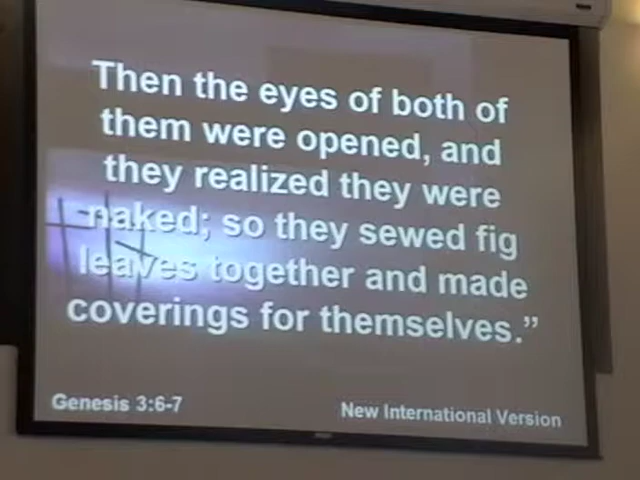 Then the eyes of both of
them were opened, and
they realized they were
naked; so they sewed fig
leaves together and made
coverings for themselves.”
Genesis 3:6-7
New International Version